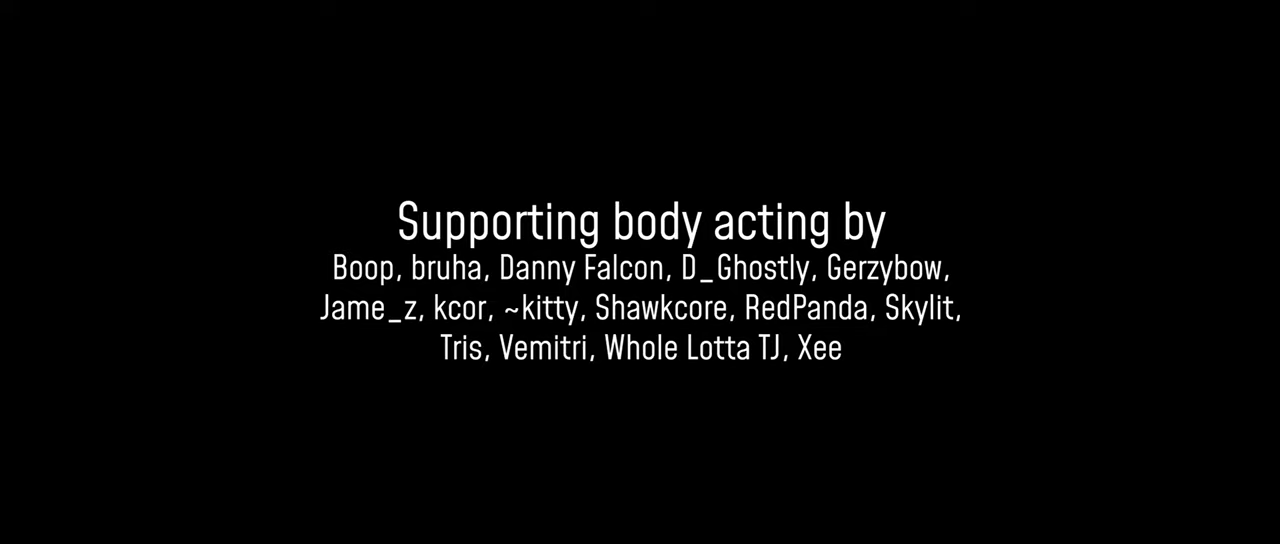 Supporting body acting by
Boop, bruha, Danny Falcon, D_Ghostly, Gerzybow,
Jame_z, kcor, ~kitty, Shawkcore, RedPanda, Skylit,
Tris, Vemitri, Whole Lotta TJ, Xee